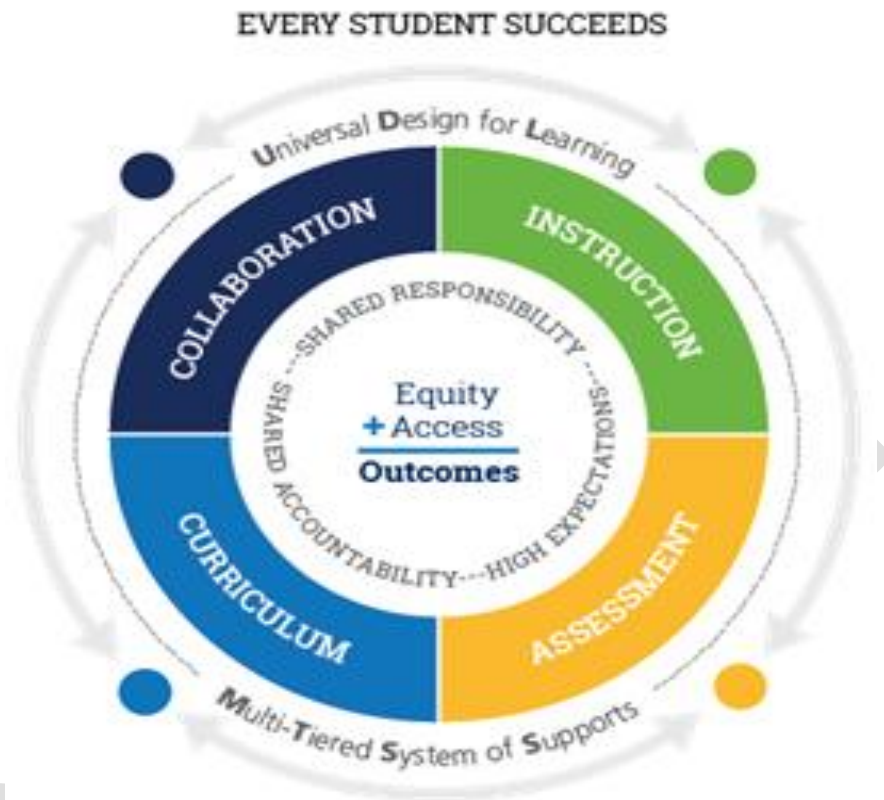 EVERY STUDENT SUCCEEDS
Universal Design for Learning
COLLABORATION
INSTRUCTION
SHARED RESPONSIBILITY ---
HIGH EXPECTATIONS ---
SHARED ACCOUNTABILITY ---
Equity
+ Access
Outcomes
CURRICULUM
ASSESSMENT
Multi-Tiered System of Supports